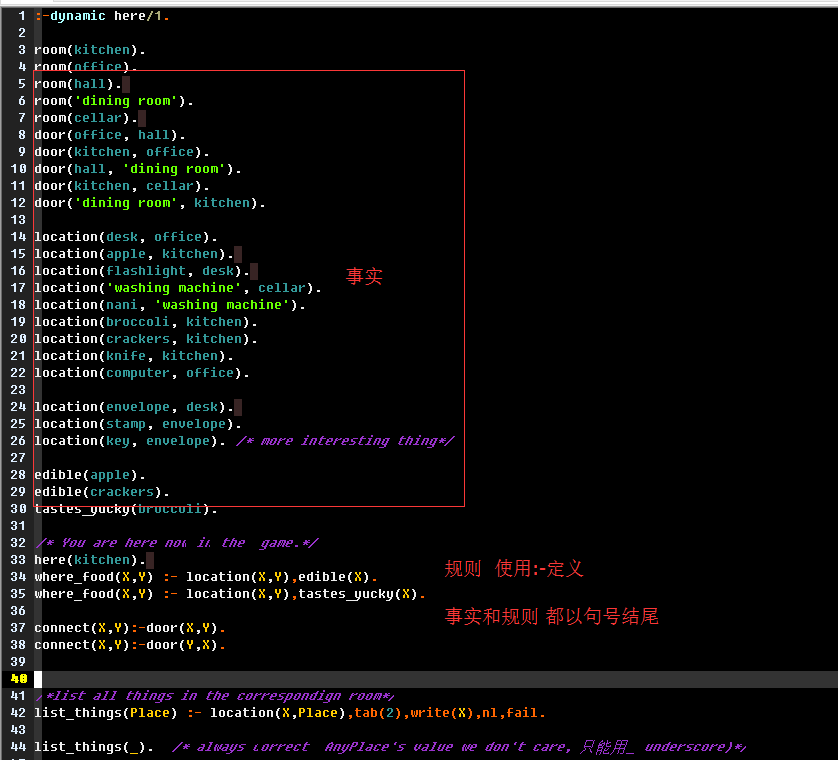 1 :-dynamic here/1.
2
3 room(kitchen).
4 room(office).
5 room(hall).
6 room('dining room').
7 room(cellar).
8 door(office, hall).
9 door(kitchen, office).
10 door(hall, 'dining room').
11 door(kitchen, cellar).
12 door('dining room', kitchen).
13
14 location(desk, office).
15 location(apple, kitchen).
16 location(flashlight, desk).
事实
17 location('washing machine', cellar).
18 location(nani, 'washing machine').
19 location(broccoli, kitchen).
20 location(crackers, kitchen).
21 location(knife, kitchen).
22 location(computer, office).
23
24 location(envelope, desk).
25 location(stamp, envelope).
26 location(key, envelope). /* more interesting thing*/
27
28 edible(apple).
29 edible(crackers).
30 tastes_yucky(broccoli).
31
32 /* You are here now in the game.*/
33 here(kitchen).
规则 使用:-定义
34 where_food(X,Y) :- location(X,Y),edible(X).
35 where_food(X,Y) :- location(X,Y),tastes_yucky(X).
36
事实和规则 都以句号结尾
37 connect(X,Y):-door(X,Y).
38 connect(X,Y):-door(Y,X).
39
40
41 /*list all things in the correspondign room*/
42 list_things(Place) :- location(X,Place),tab(2),write(X),nl,fail.
43
44 list_things(_). /* always correct AnyPlace's value we don't care, 只能用_ underscore)*/